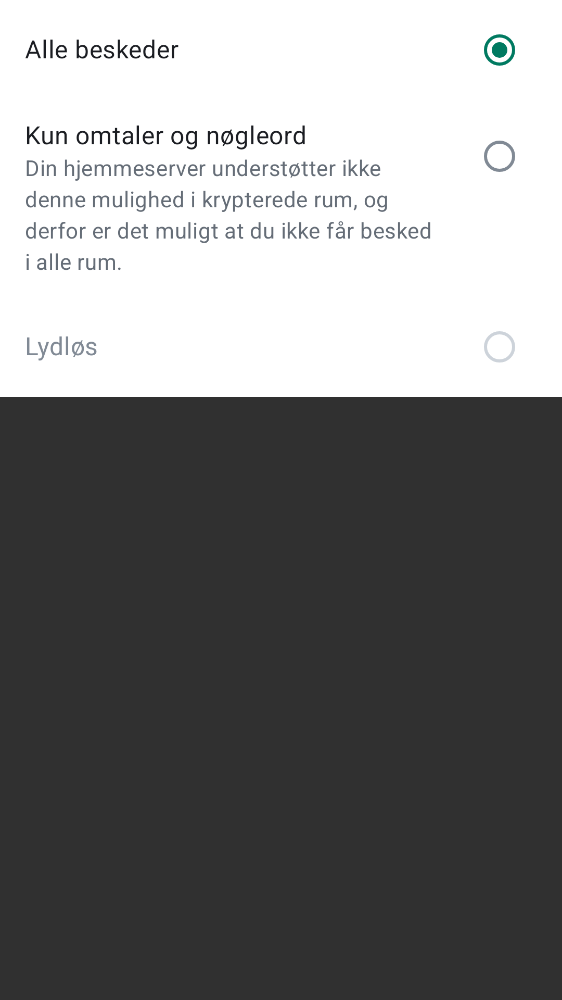 Alle beskeder
Kun omtaler og nøgleord
Din hjemmeserver understøtter ikke
denne mulighed i krypterede rum, og
derfor er det muligt at du ikke får besked
i alle rum.
Lydløs